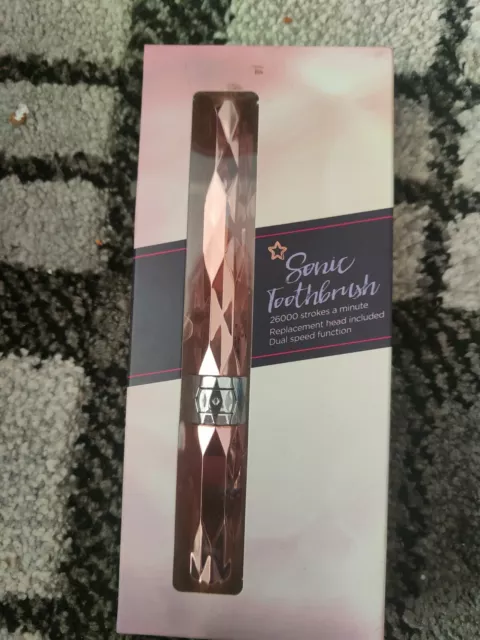 Sonic
Toothbrush
26000 strokes a minute
Replacement head included
Dual speed function